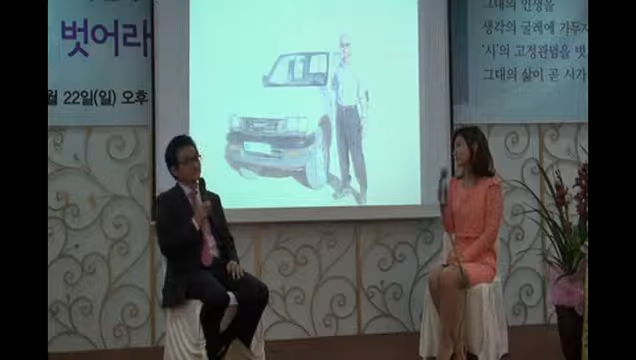 벗어라
월 22일(일) 오후
그대의 인생을
생각의 굴레에 가두지
'시'의 고정관념을 벗
그대의 삶이 곧 시가